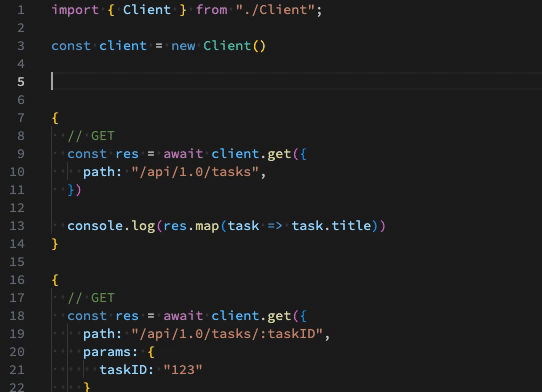 1 import { Client } from "./Client";
2
3 const client = new Client()
4
5
6
7 {
8   // GET
9   const res = await client.get({
10     path: "/api/1.0/tasks",
11   })
12
13   console.log(res.map(task => task.title))
14 }
15
16 {
17   // GET
18   const res = await client.get({
19     path: "/api/1.0/tasks/:taskID",
20     params: {
21       taskID: "123"
22     }